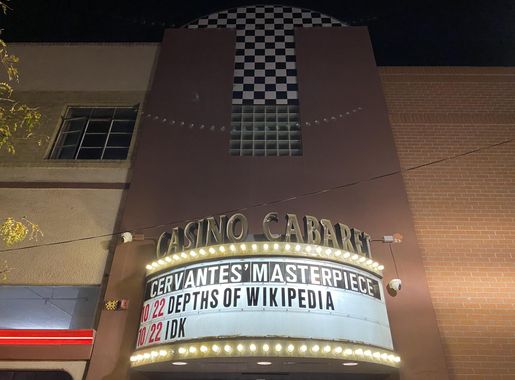 CASINO CABARET
CERVANTES' MASTERPIECE
10/22 DEPTHS OF WIKIPEDIA
10/22 IDK